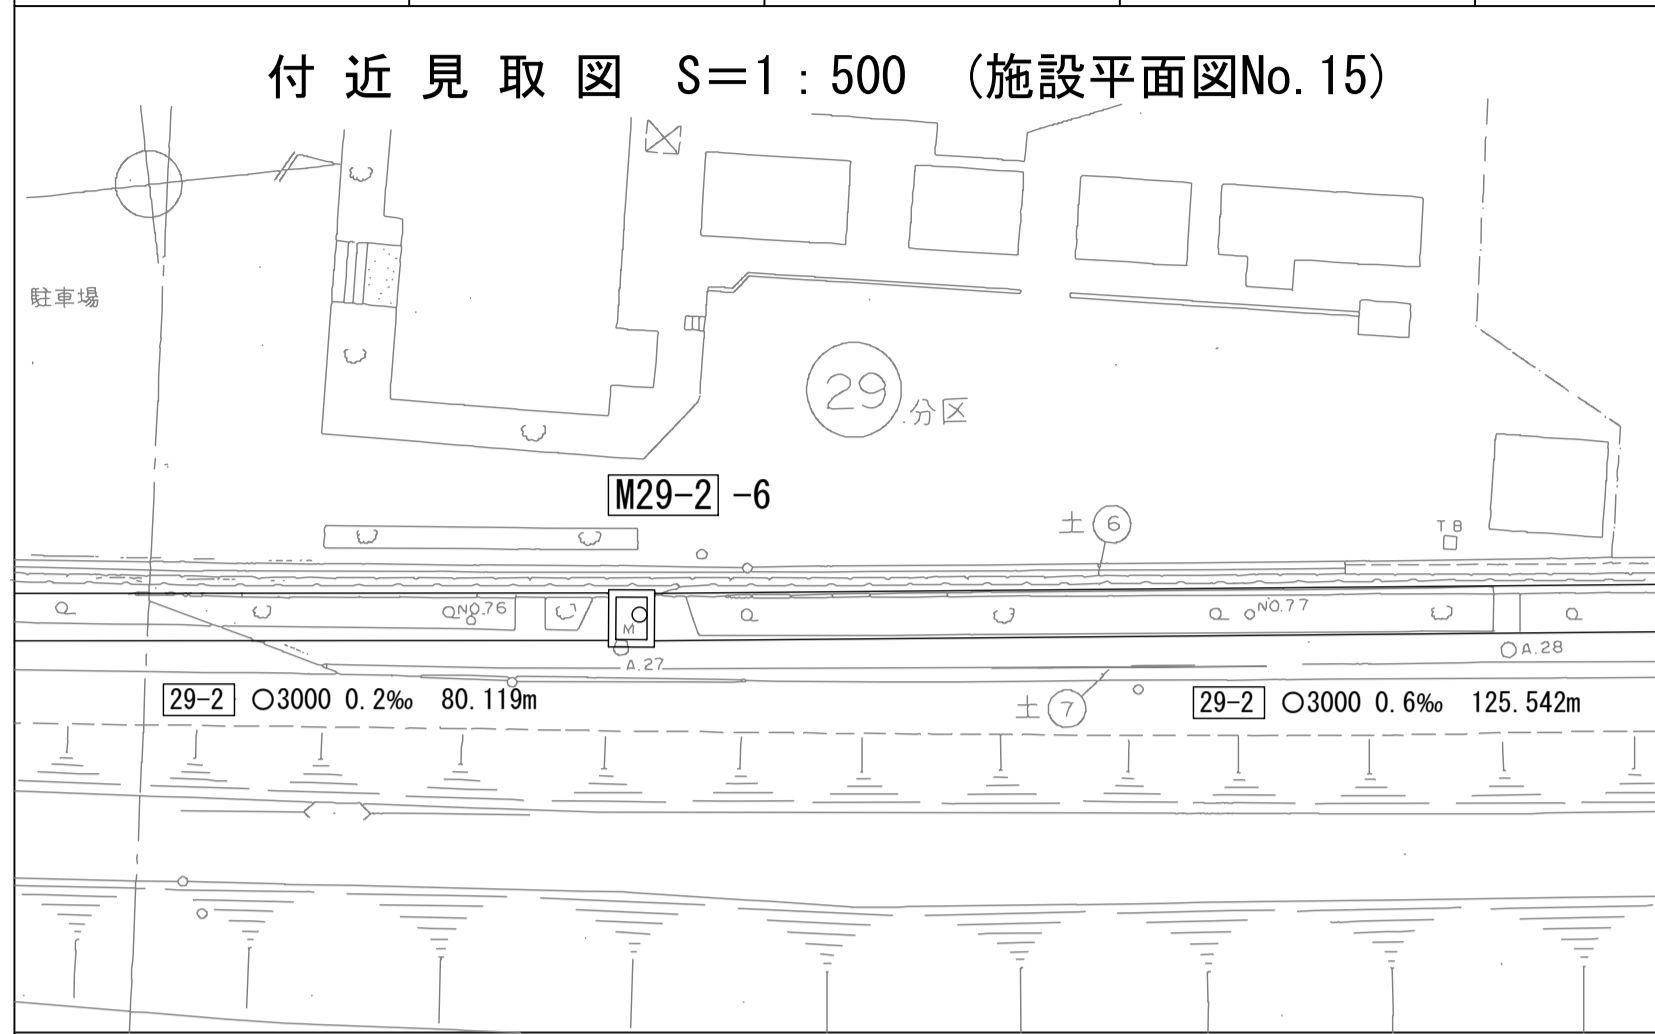 付近見取図 S=1:500 (施設平面図No.15)
駐車場
29 分区
M29-2 -6
土 6
TB
NO.76
NO.77
M
A.27
A.28
29-2 ○3000 0.2‰ 80.119m
土 7
29-2 ○3000 0.6‰ 125.542m